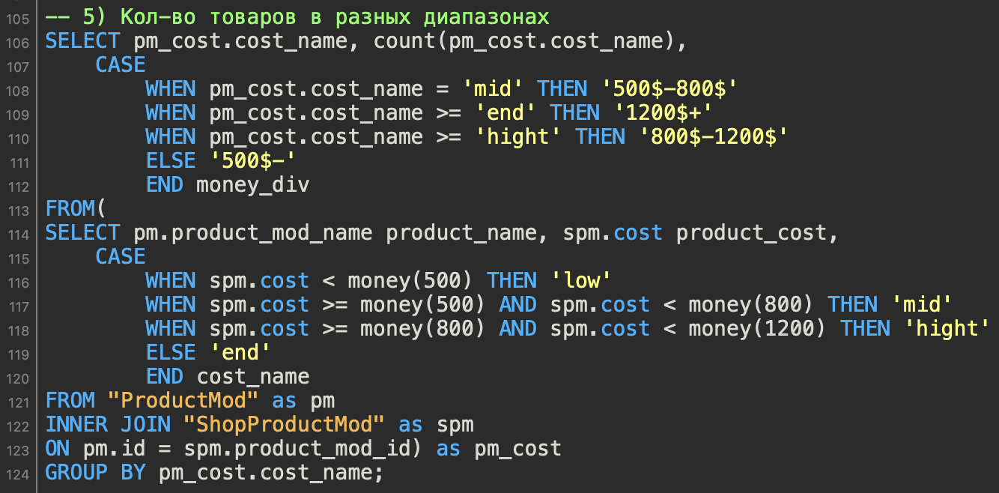 105 -- 5) Кол-во товаров в разных диапазонах
106 SELECT pm_cost.cost_name, count(pm_cost.cost_name),
107     CASE
108         WHEN pm_cost.cost_name = 'mid' THEN '500$-800$'
109         WHEN pm_cost.cost_name >= 'end' THEN '1200$+'
110         WHEN pm_cost.cost_name >= 'hight' THEN '800$-1200$'
111         ELSE '500$-'
112         END money_div
113 FROM(
114 SELECT pm.product_mod_name product_name, spm.cost product_cost,
115     CASE
116         WHEN spm.cost < money(500) THEN 'low'
117         WHEN spm.cost >= money(500) AND spm.cost < money(800) THEN 'mid'
118         WHEN spm.cost >= money(800) AND spm.cost < money(1200) THEN 'hight'
119         ELSE 'end'
120         END cost_name
121 FROM "ProductMod" as pm
122 INNER JOIN "ShopProductMod" as spm
123 ON pm.id = spm.product_mod_id) as pm_cost
124 GROUP BY pm_cost.cost_name;